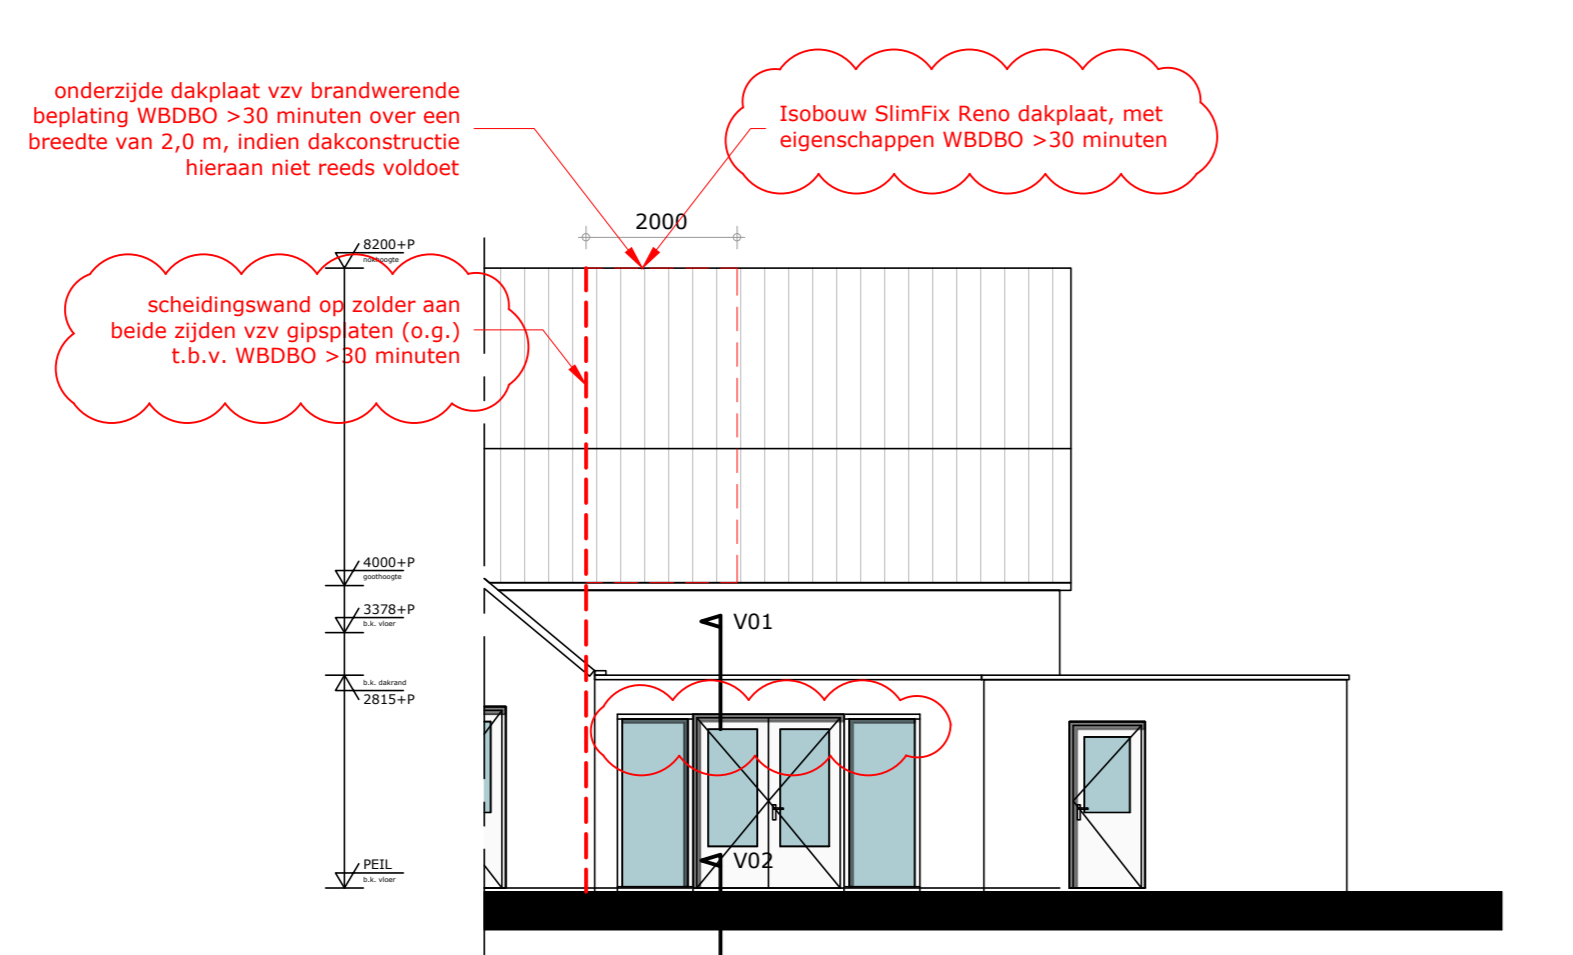 onderzijde dakplaat vzv brandwerende
beplating WBDBO >30 minuten over een
breedte van 2,0 m, indien dakconstructie
hieraan niet reeds voldoet
Isobouw SlimFix Reno dakplaat, met
eigenschappen WBDBO >30 minuten
2000
8200+P
nokhoogte
scheidingswand op zolder aan
beide zijden vzv gipsplaten (o.g.)
t.b.v. WBDBO >30 minuten
4000+P
goothoogte
3378+P
b.k. vloer
V01
b.k. dakrand
2815+P
V02
PEIL
b.k. vloer